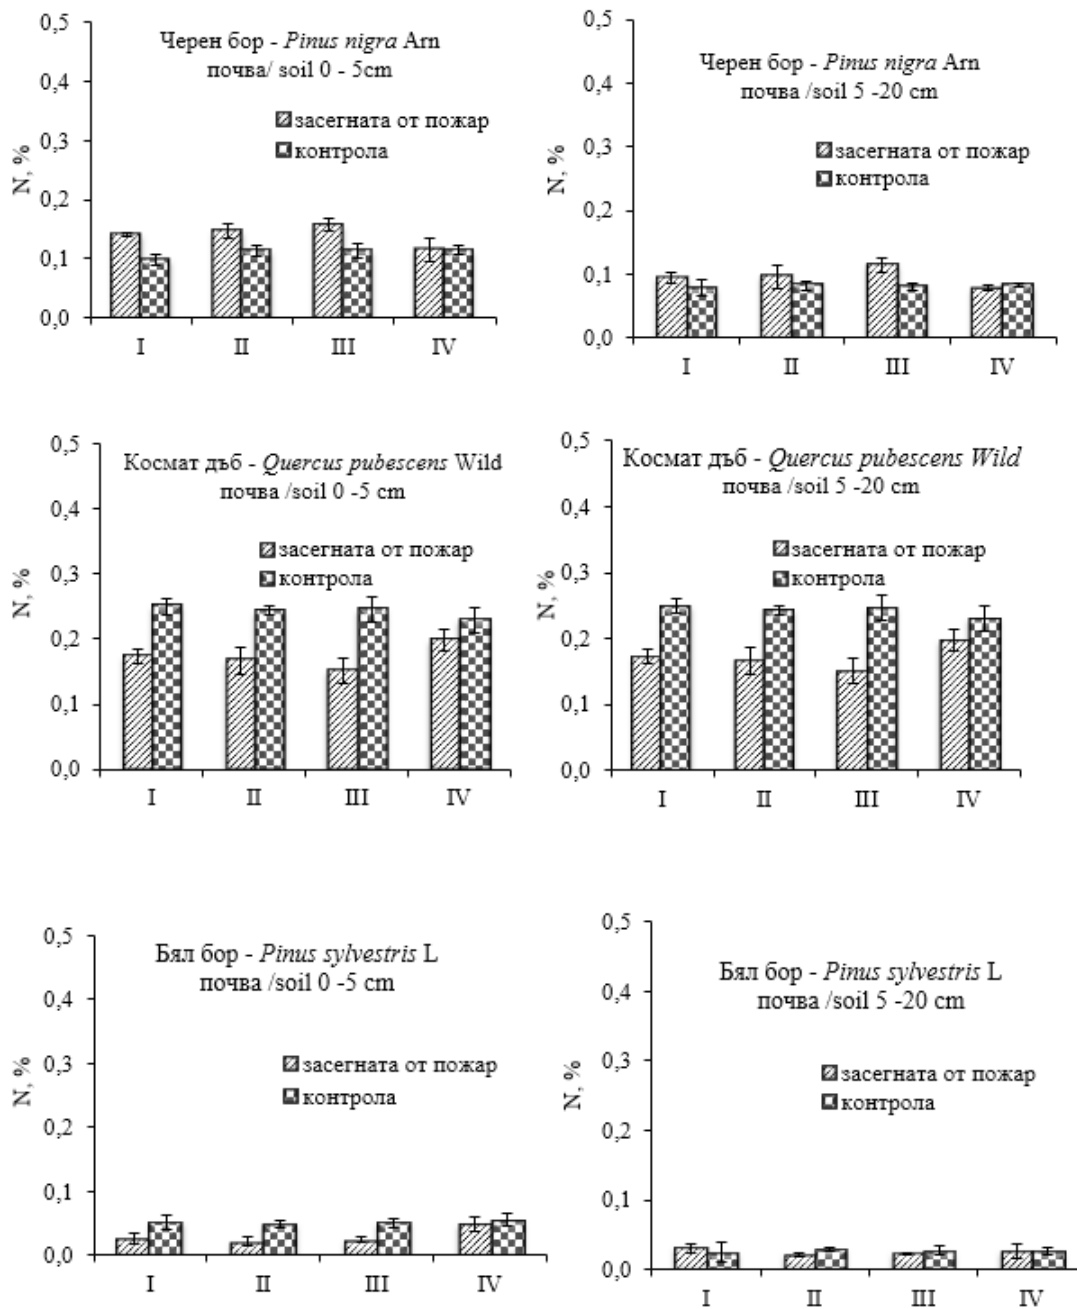 Черен бор - Pinus nigra Arn
почва/ soil 0 - 5cm
засегната от пожар
контрола
N, %
0,5
0,4
0,3
0,2
0,1
0,0
I II III IV
Черен бор - Pinus nigra Arn
почва /soil 5 -20 cm
засегната от пожар
контрола
N, %
0,5
0,4
0,3
0,2
0,1
0,0
I II III IV
Космат дъб - Quercus pubescens Wild
почва /soil 0 -5 cm
засегната от пожар
контрола
N, %
0,5
0,4
0,3
0,2
0,1
0,0
I II III IV
Космат дъб - Quercus pubescens Wild
почва /soil 5 -20 cm
засегната от пожар
контрола
N, %
0,5
0,4
0,3
0,2
0,1
0,0
I II III IV
Бял бор - Pinus sylvestris L
почва /soil 0 -5 cm
засегната от пожар
контрола
N, %
0,5
0,4
0,3
0,2
0,1
0,0
I II III IV
Бял бор - Pinus sylvestris L
почва /soil 5 -20 cm
засегната от пожар
контрола
N, %
0,5
0,4
0,3
0,2
0,1
0,0
I II III IV